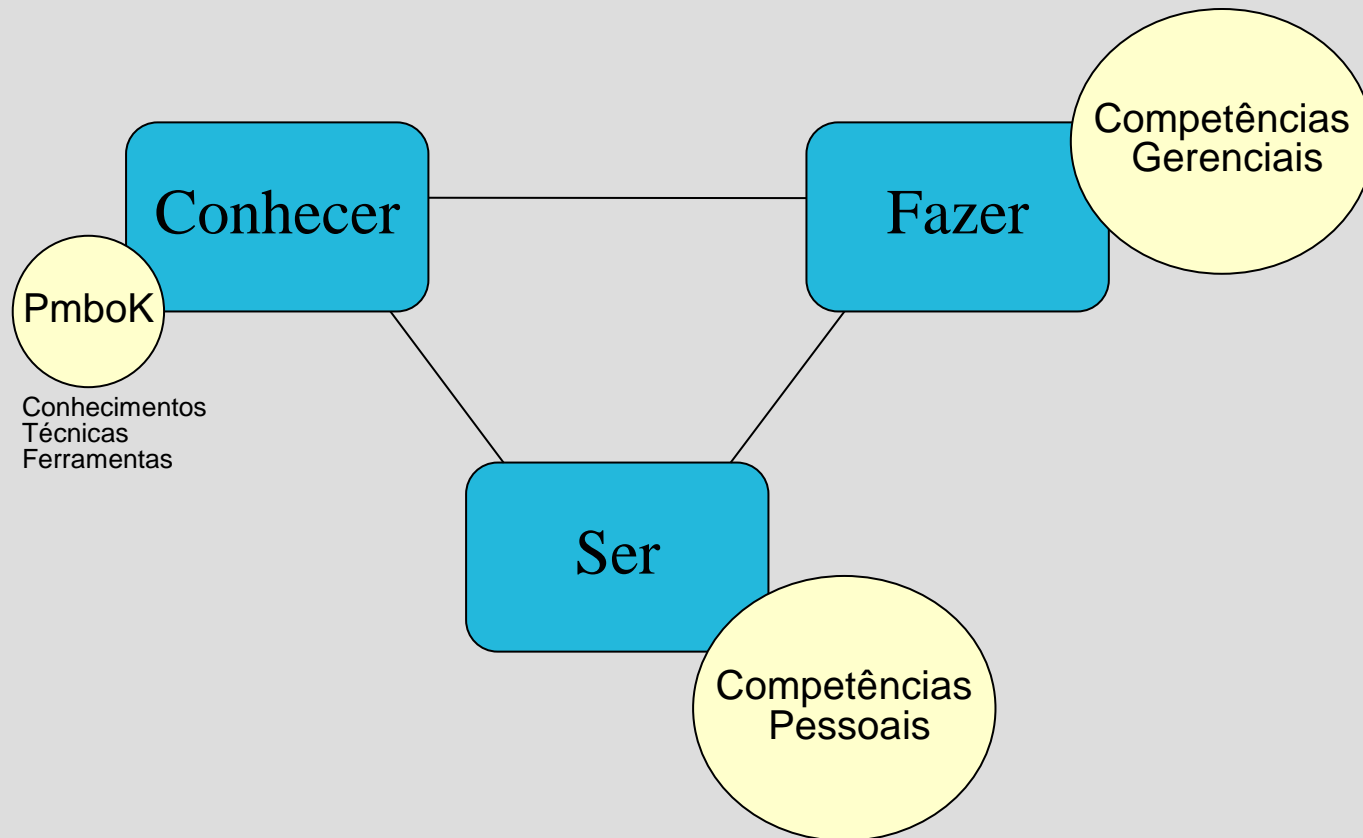 Conhecer
PmboK
Conhecimentos
Técnicas
Ferramentas
Fazer
Competências
Gerenciais
Ser
Competências
Pessoais